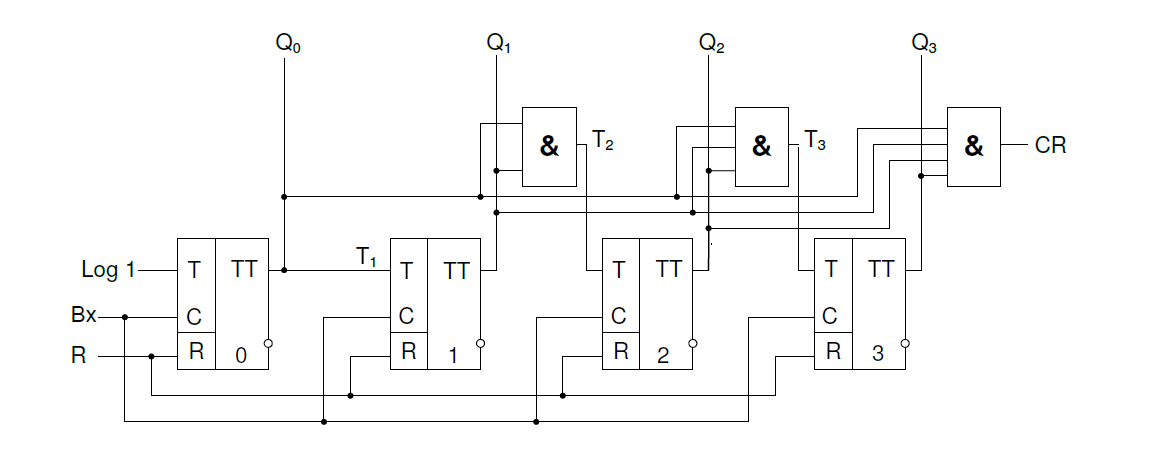 Q₀ Q₁ Q₂ Q₃
& T₂ & T₃ & CR
Log 1 T TT T₁ T TT T TT T TT
Bx C C C C
R R 0 R 1 R 2 R 3